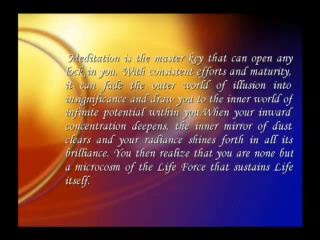 Meditation is the master key that can open any
lock in you. With consistent efforts and maturity,
it can fade the outer world of illusion into
insignificance and draw you to the inner world of
infinite potential within you.When your inward
concentration deepens, the inner mirror of dust
clears and your radiance shines forth in all its
brilliance. You then realize that you are none but
a microcosm of the Life Force that sustains Life
itself.